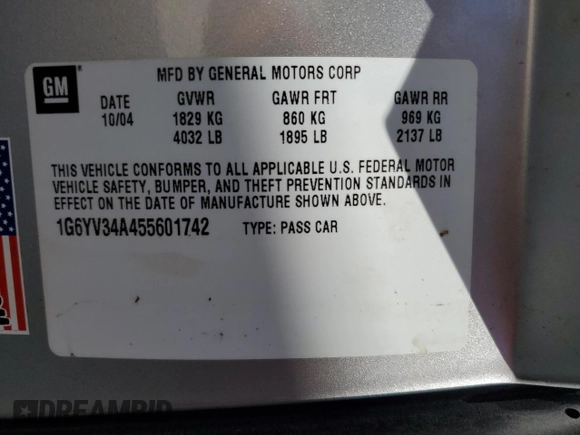 GM
MFD BY GENERAL MOTORS CORP
DATE GVWR GAWR FRT GAWR RR
10/04 1829 KG 860 KG 969 KG
4032 LB 1895 LB 2137 LB
THIS VEHICLE CONFORMS TO ALL APPLICABLE U.S. FEDERAL MOTOR
VEHICLE SAFETY, BUMPER, AND THEFT PREVENTION STANDARDS IN
EFFECT ON THE DATE OF MANUFACTURE SHOWN ABOVE.
1G6YV34A455601742 TYPE: PASS CAR
DREAMBID